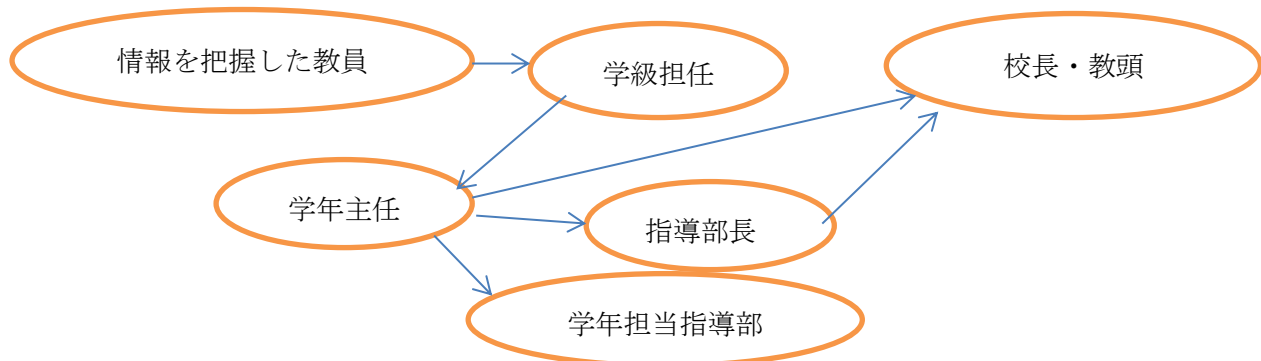 情報を把握した教員
学級担任
校長・教頭
学年主任
指導部長
学年担当指導部